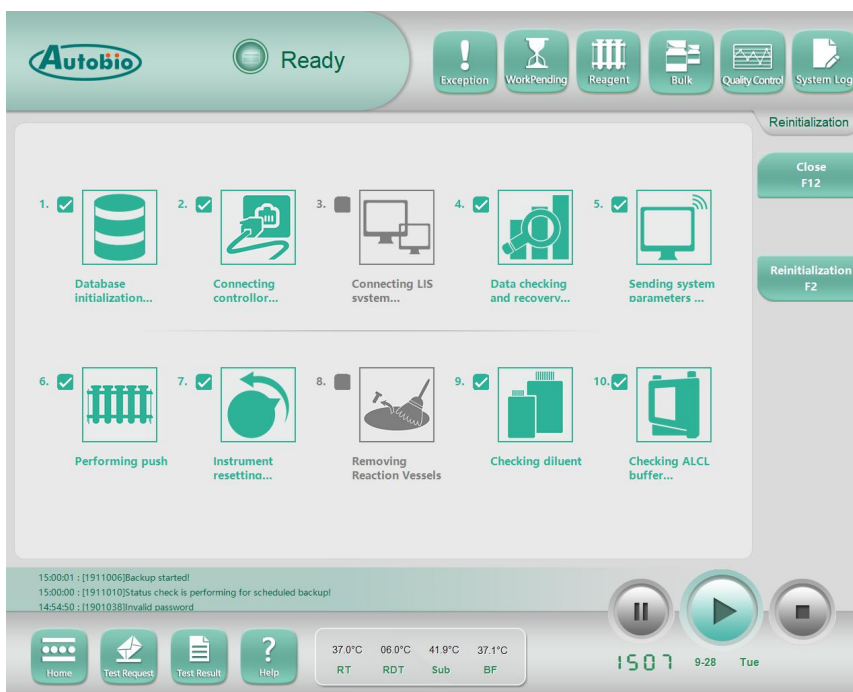 Autobio
Ready
Exception
WorkPending
Reagent
Bulk
Quality Control
System Log
Reinitialization
Close
F12
Reinitialization
F2
1.
Database
initialization...
2.
Connecting
controllor...
3.
Connecting LIS
system...
4.
Data checking
and recovery...
5.
Sending system
parameters ...
6.
Performing push
7.
Instrument
resetting...
8.
Removing
Reaction Vessels
9.
Checking diluent
10.
Checking ALCL
buffer...
15:00:01 : [1911006]Backup started!
15:00:00 : [1911010]Status check is performing for scheduled backup!
14:54:50 : [1901038]Invalid password
Home
Test Request
Test Result
?
Help
37.0°C 06.0°C 41.9°C 37.1°C
RT RDT Sub BF
1507 9-28 Tue